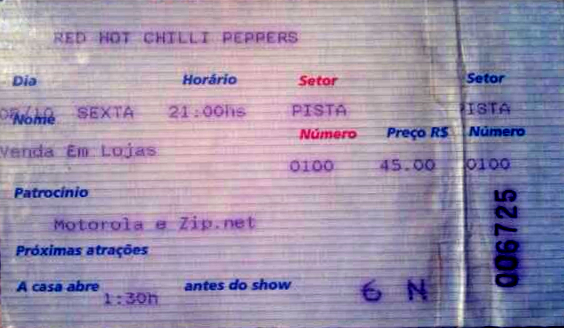 RED HOT CHILLI PEPPERS
Dia Horário Setor Setor
08/10 SEXTA 21:00hs PISTA PISTA
Nome Número Preço R$ Número
Venda Em Lojas
0100 45.00 0100
Patrocínio
Motorola e Zip.net
006725
Próximas atrações
A casa abre 1:30h antes do show
6 N